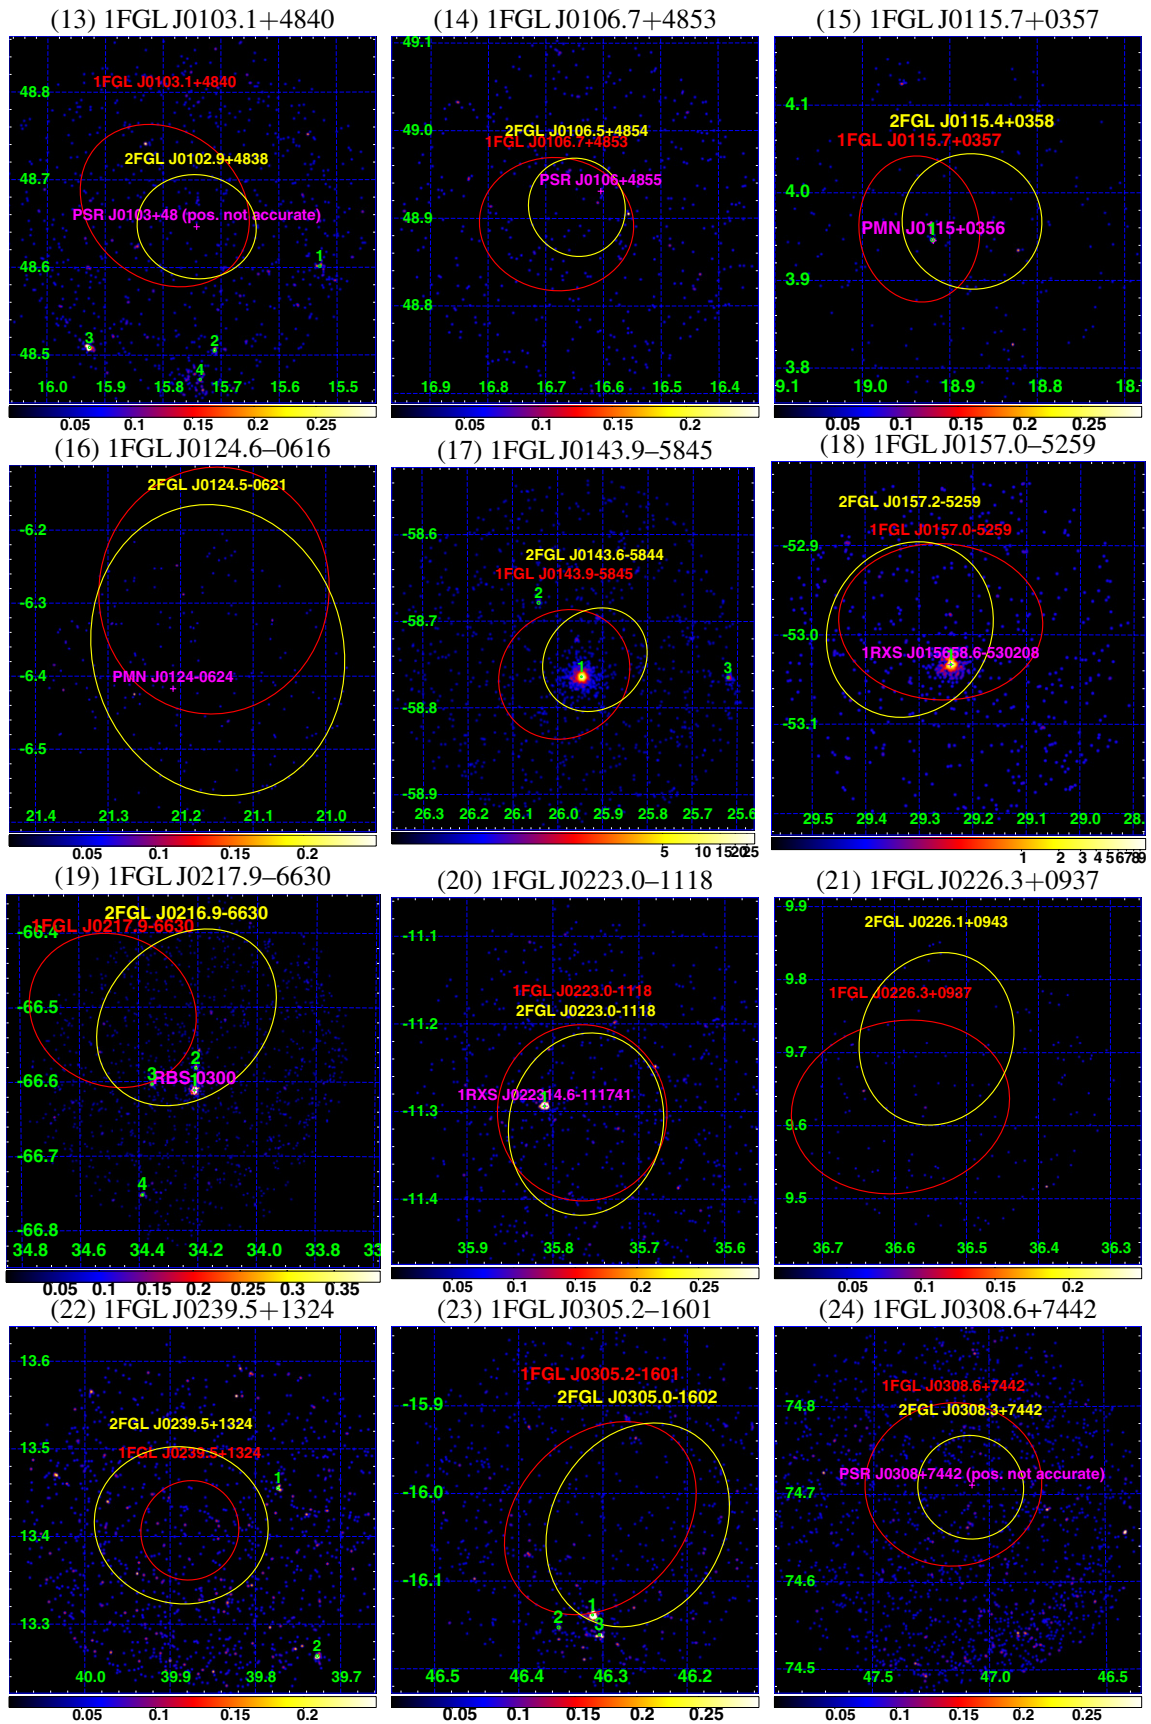 (13) 1FGL J0103.1+4840
1FGL J0103.1+4840
2FGL J0102.9+4838
PSR J0103+48 (pos. not accurate)
1
3
2
4
48.8
48.7
48.6
48.5
16.0 15.9 15.8 15.7 15.6 15.5
0.05 0.1 0.15 0.2 0.25
(14) 1FGL J0106.7+4853
2FGL J0106.5+4854
1FGL J0106.7+4853
PSR J0106+4855
49.1
49.0
48.9
48.8
16.9 16.8 16.7 16.6 16.5 16.4
0.05 0.1 0.15 0.2
(15) 1FGL J0115.7+0357
2FGL J0115.4+0358
1FGL J0115.7+0357
PMN J0115+0356
1
4.1
4.0
3.9
3.8
9.1 19.0 18.9 18.8 18.
0.05 0.1 0.15 0.2 0.25
(16) 1FGL J0124.6–0616
2FGL J0124.5-0621
PMN J0124-0624
-6.2
-6.3
-6.4
-6.5
21.4 21.3 21.2 21.1 21.0
0.05 0.1 0.15 0.2
(17) 1FGL J0143.9–5845
2FGL J0143.6-5844
1FGL J0143.9-5845
2
1
3
-58.6
-58.7
-58.8
-58.9
26.3 26.2 26.1 26.0 25.9 25.8 25.7 25.6
5 10 15 20 25
(18) 1FGL J0157.0–5259
2FGL J0157.2-5259
1FGL J0157.0-5259
1RXS J015658.6-530208
1
-52.9
-53.0
-53.1
29.5 29.4 29.3 29.2 29.1 29.0 28.
1 2 3 4 5 6 7 8 9
(19) 1FGL J0217.9–6630
2FGL J0216.9-6630
1FGL J0217.9-6630
2
3
RBS 0300
1
4
-66.4
-66.5
-66.6
-66.7
-66.8
34.8 34.6 34.4 34.2 34.0 33.8 33
0.05 0.1 0.15 0.2 0.25 0.3 0.35
(20) 1FGL J0223.0–1118
1FGL J0223.0-1118
2FGL J0223.0-1118
1RXS J022314.6-111741
1
-11.1
-11.2
-11.3
-11.4
35.9 35.8 35.7 35.6
0.05 0.1 0.15 0.2 0.25
(21) 1FGL J0226.3+0937
2FGL J0226.1+0943
1FGL J0226.3+0937
9.9
9.8
9.7
9.6
9.5
36.7 36.6 36.5 36.4 36.3
0.05 0.1 0.15 0.2
(22) 1FGL J0239.5+1324
2FGL J0239.5+1324
1FGL J0239.5+1324
1
2
13.6
13.5
13.4
13.3
40.0 39.9 39.8 39.7
0.05 0.1 0.15 0.2
(23) 1FGL J0305.2–1601
1FGL J0305.2-1601
2FGL J0305.0-1602
1
2
3
-15.9
-16.0
-16.1
46.5 46.4 46.3 46.2
0.05 0.1 0.15 0.2 0.25
(24) 1FGL J0308.6+7442
1FGL J0308.6+7442
2FGL J0308.3+7442
PSR J0308+7442 (pos. not accurate)
74.8
74.7
74.6
74.5
47.5 47.0 46.5
0.05 0.1 0.15 0.2 0.25